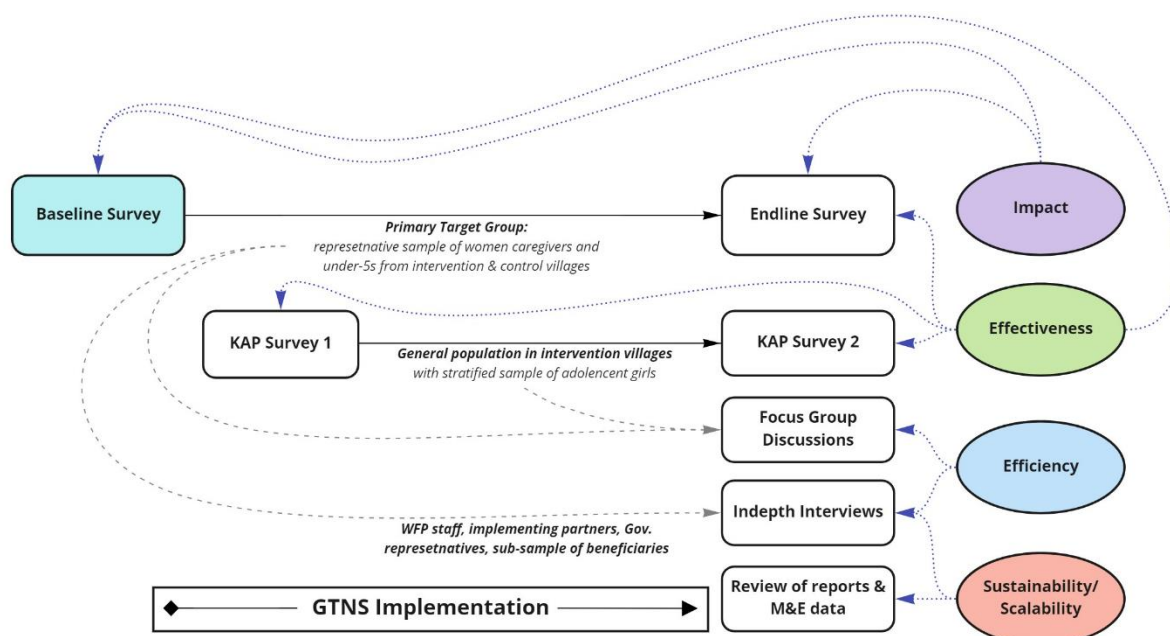 Baseline Survey
Endline Survey
Impact
Primary Target Group:
represetnative sample of women caregivers and
under-5s from intervention & control villages
KAP Survey 1
KAP Survey 2
Effectiveness
General population in intervention villages
with stratified sample of adolencent girls
Focus Group
Discussions
Efficiency
Indepth Interviews
WFP staff, implementing partners, Gov.
represetnatives, sub-sample of beneficiaries
Review of reports &
M&E data
Sustainability/
Scalability
GTNS Implementation